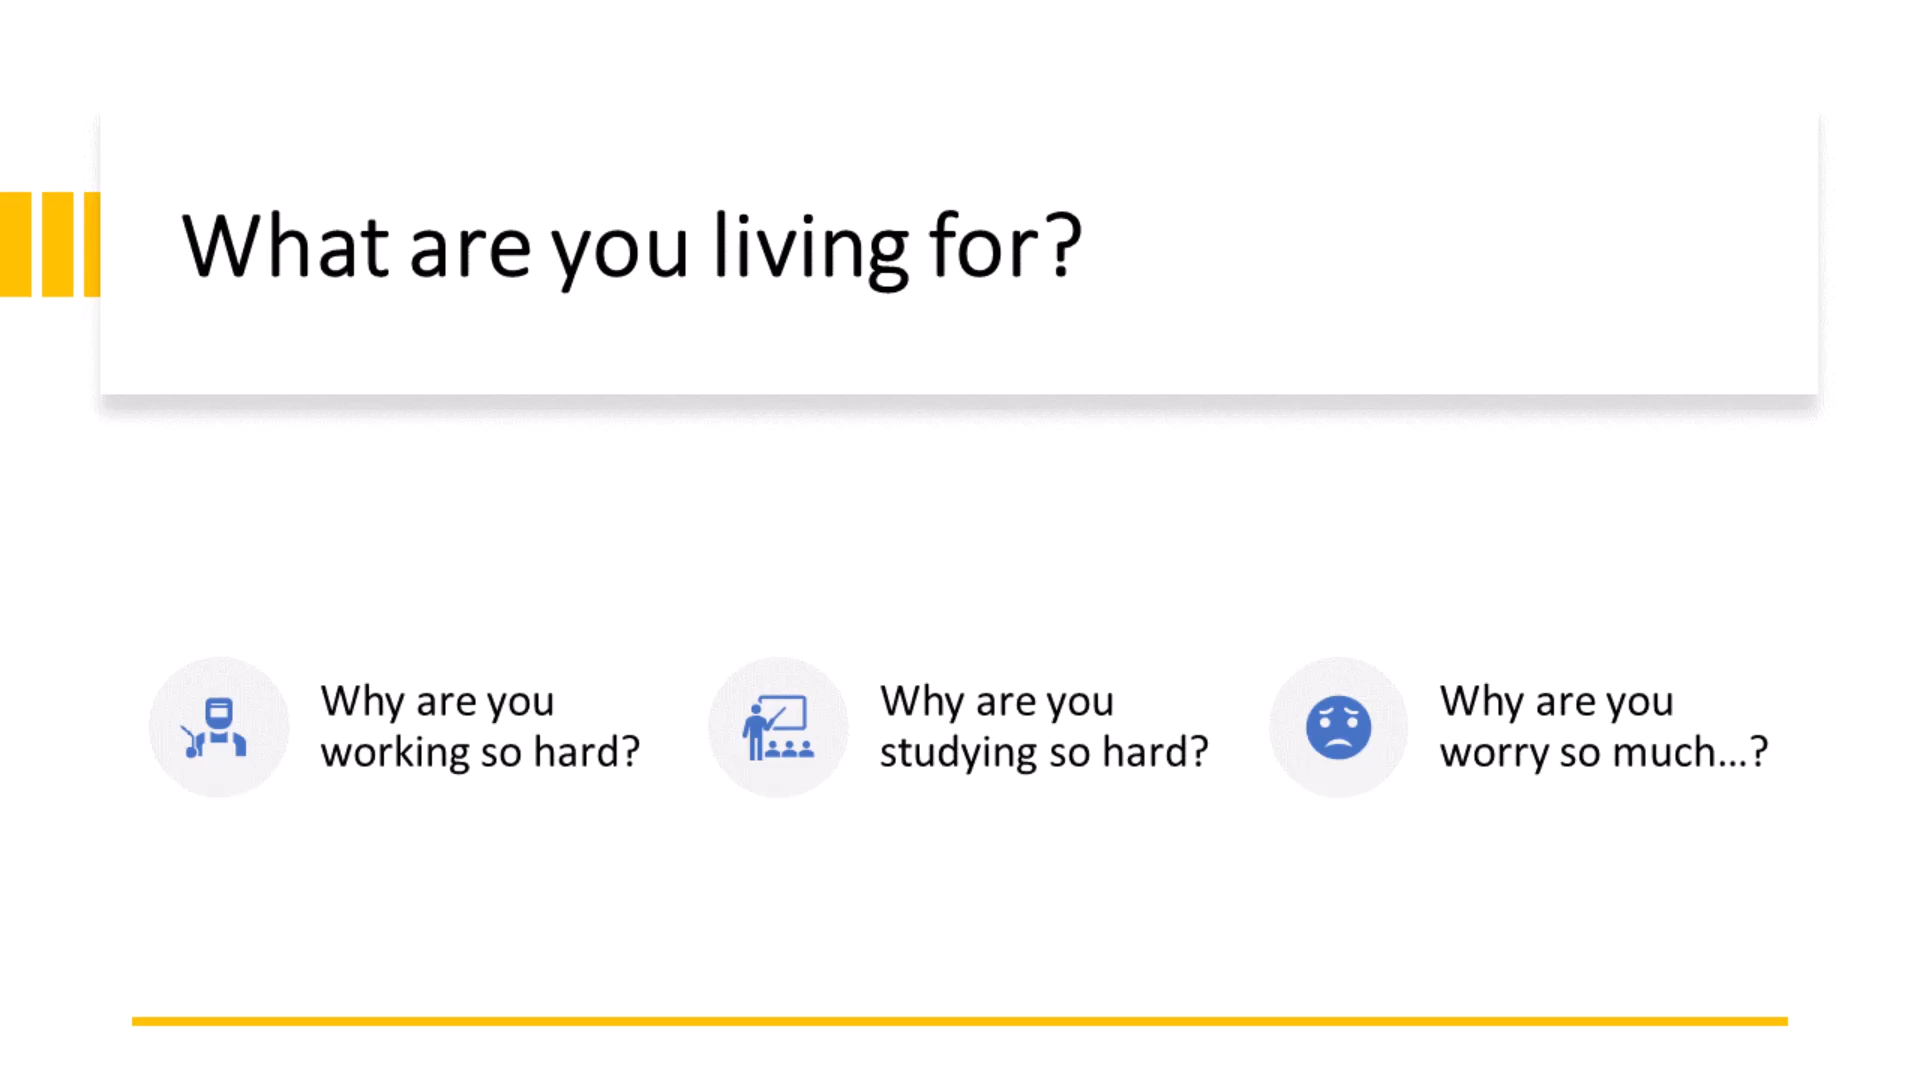 What are you living for?
Why are you
working so hard?
Why are you
studying so hard?
Why are you
worry so much...?